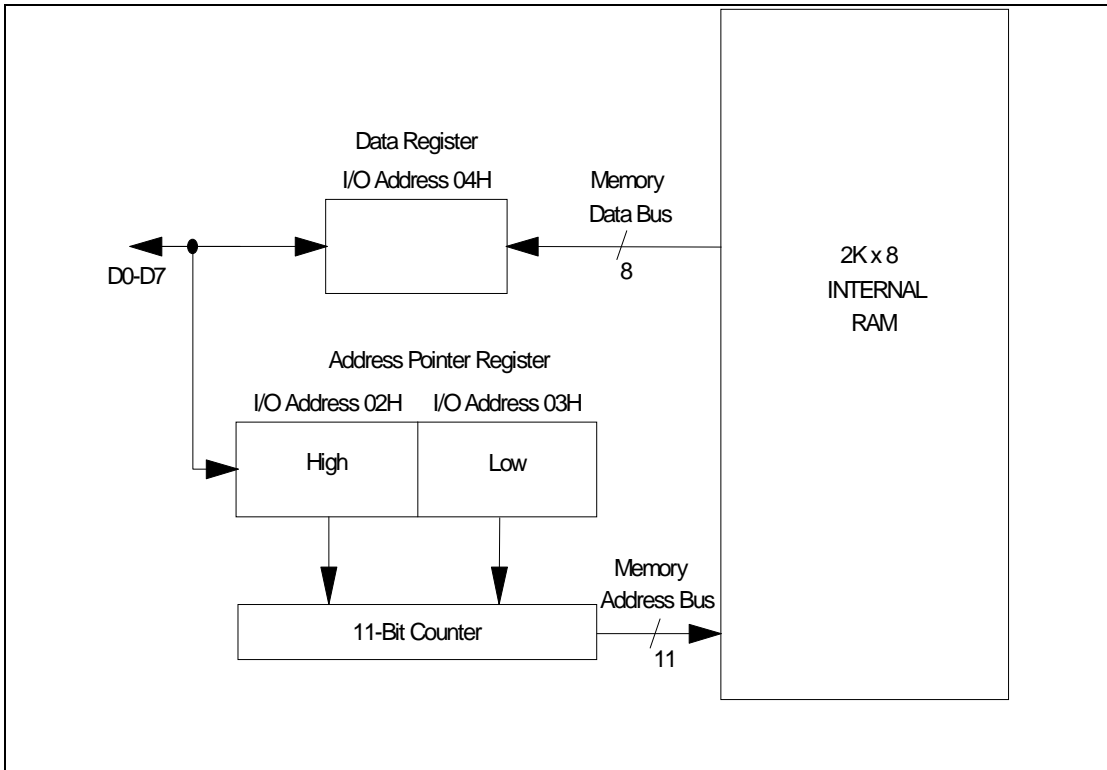 Data Register
I/O Address 04H
Memory
Data Bus
8
D0-D7
2K x 8
INTERNAL
RAM
Address Pointer Register
I/O Address 02H
I/O Address 03H
High
Low
11-Bit Counter
Memory
Address Bus
11